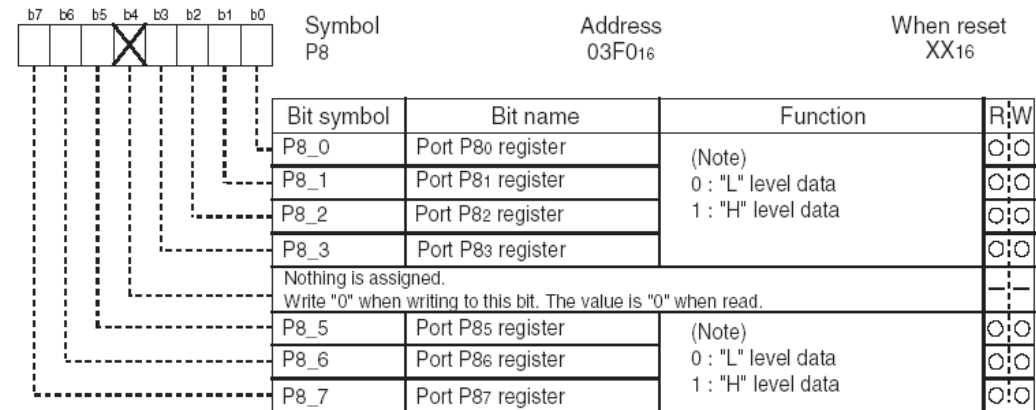 b7 b6 b5 b4 b3 b2 b1 b0
Symbol Address When reset
P8 03F016 XX16
Bit symbol Bit name Function R W
P8_0 Port P80 register
P8_1 Port P81 register
P8_2 Port P82 register
P8_3 Port P83 register
(Note)
0 : "L" level data
1 : "H" level data
Nothing is assigned.
Write "0" when writing to this bit. The value is "0" when read.
P8_5 Port P85 register
P8_6 Port P86 register
P8_7 Port P87 register
(Note)
0 : "L" level data
1 : "H" level data